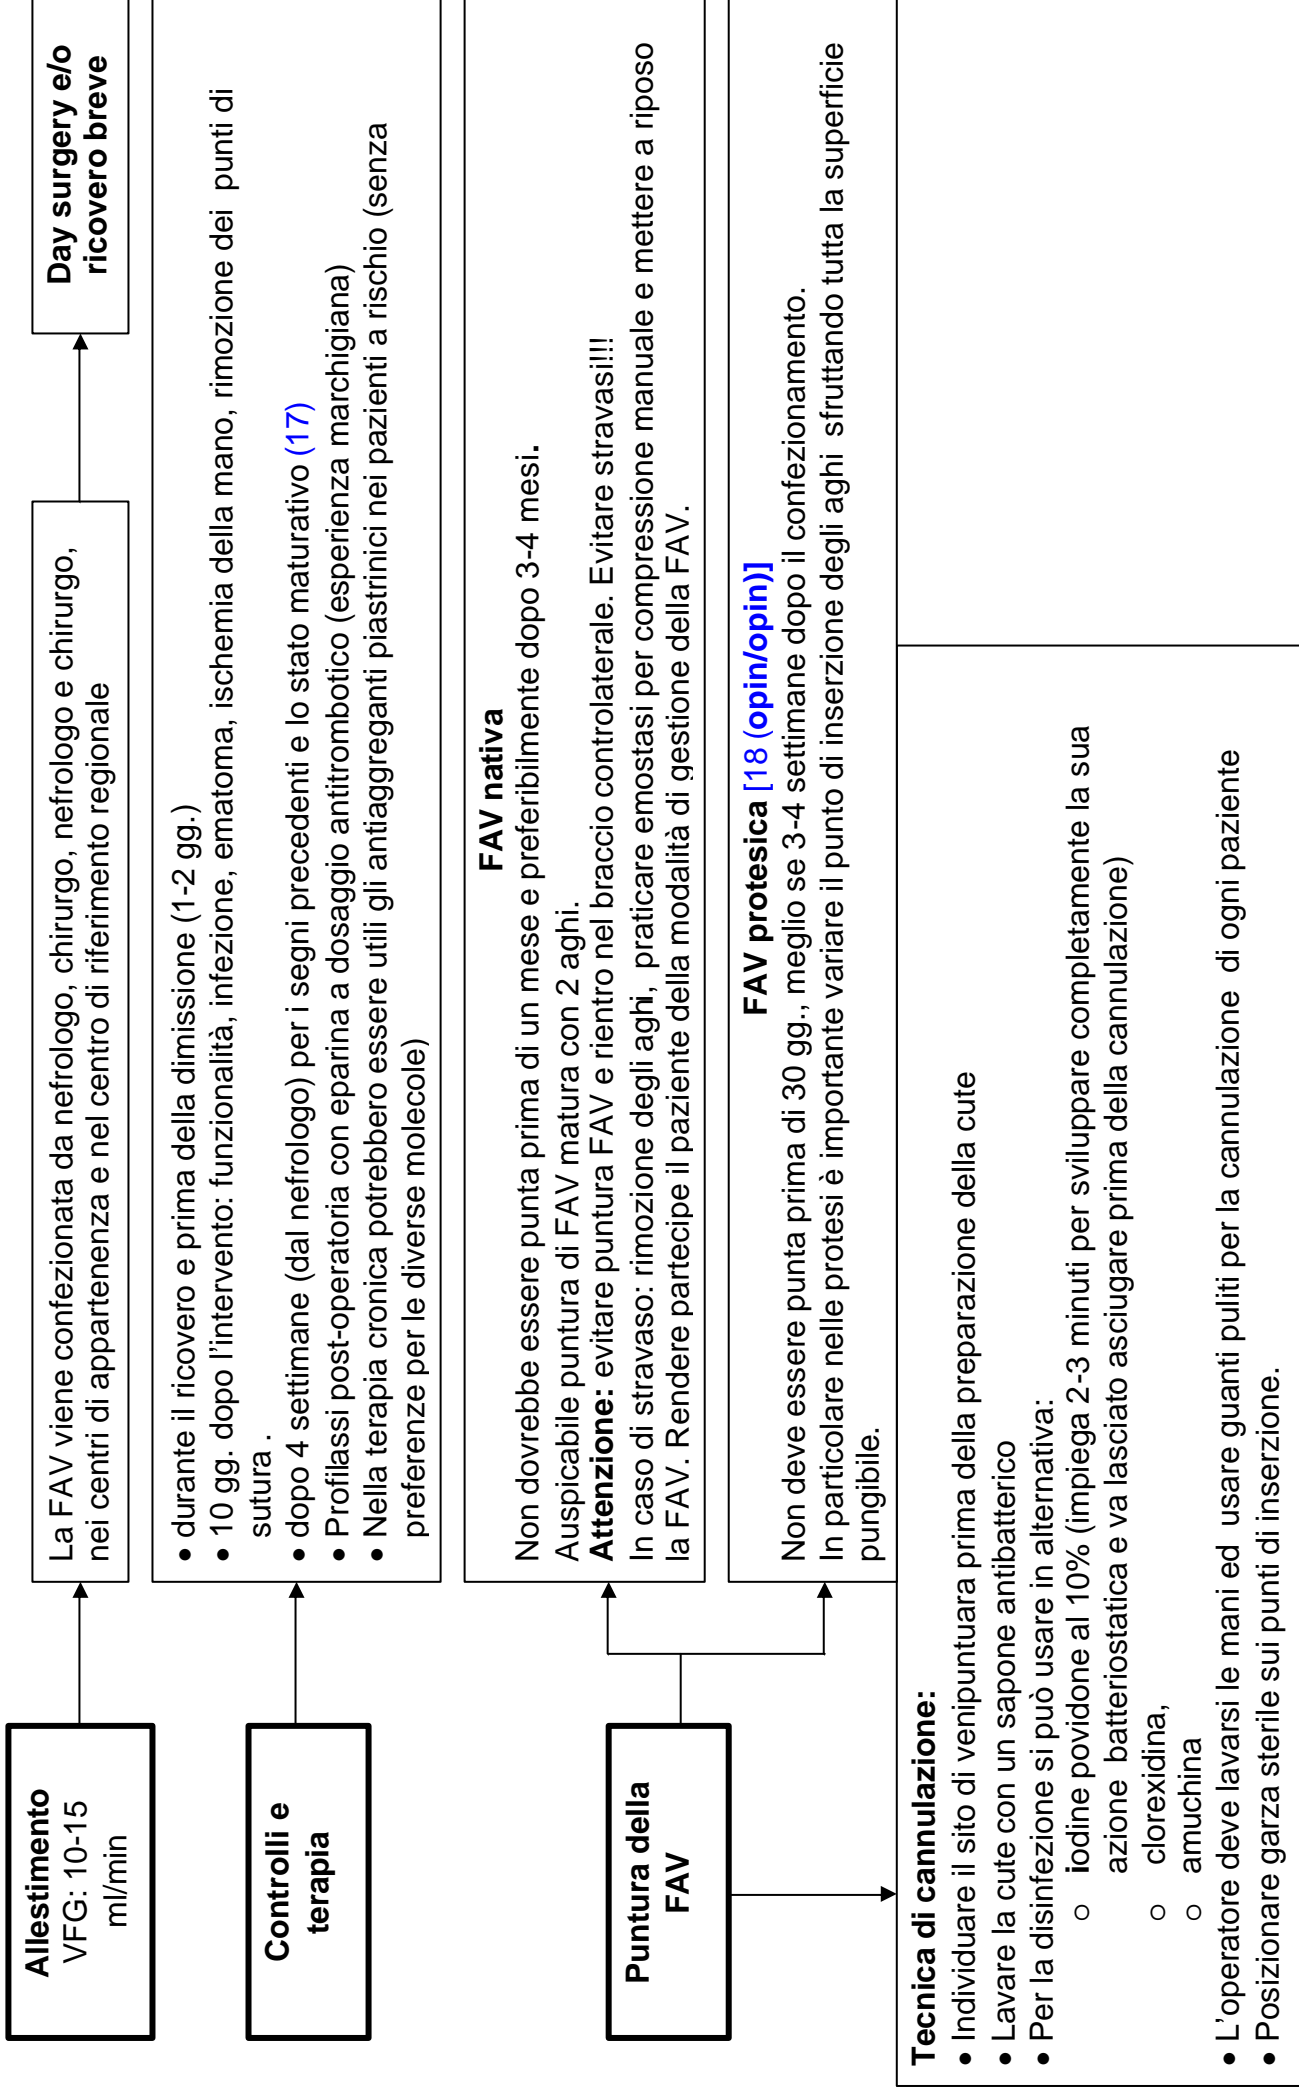 Allestimento
VFG: 10-15
ml/min
La FAV viene confezionata da nefrologo, chirurgo, nefrologo e chirurgo,
nei centri di appartenenza e nel centro di riferimento regionale
Day surgery e/o
ricovero breve
Controlli e
terapia
• durante il ricovero e prima della dimissione (1-2 gg.)
• 10 gg. dopo l'intervento: funzionalità, infezione, ematoma, ischemia della mano, rimozione dei punti di
sutura .
• dopo 4 settimane (dal nefrologo) per i segni precedenti e lo stato maturativo (17)
• Profilassi post-operatoria con eparina a dosaggio antitrombotico (esperienza marchigiana)
• Nella terapia cronica potrebbero essere utili gli antiaggreganti piastrinici nei pazienti a rischio (senza
preferenze per le diverse molecole)
Puntura della
FAV
FAV nativa
Non dovrebbe essere punta prima di un mese e preferibilmente dopo 3-4 mesi.
Auspicabile puntura di FAV matura con 2 aghi.
Attenzione: evitare puntura FAV e rientro nel braccio controlaterale. Evitare stravasi!!!
In caso di stravaso: rimozione degli aghi, praticare emostasi per compressione manuale e mettere a riposo
la FAV. Rendere partecipe il paziente della modalità di gestione della FAV.
FAV protesica [18 (opin/opin)]
Non deve essere punta prima di 30 gg., meglio se 3-4 settimane dopo il confezionamento.
In particolare nelle protesi è importante variare il punto di inserzione degli aghi sfruttando tutta la superficie
pungibile.
Tecnica di cannulazione:
• Individuare il sito di venipuntuara prima della preparazione della cute
• Lavare la cute con un sapone antibatterico
• Per la disinfezione si può usare in alternativa:
o iodine povidone al 10% (impiega 2-3 minuti per sviluppare completamente la sua
azione batteriostatica e va lasciato asciugare prima della cannulazione)
o clorexidina,
o amuchina
• L'operatore deve lavarsi le mani ed usare guanti puliti per la cannulazione di ogni paziente
• Posizionare garza sterile sui punti di inserzione.